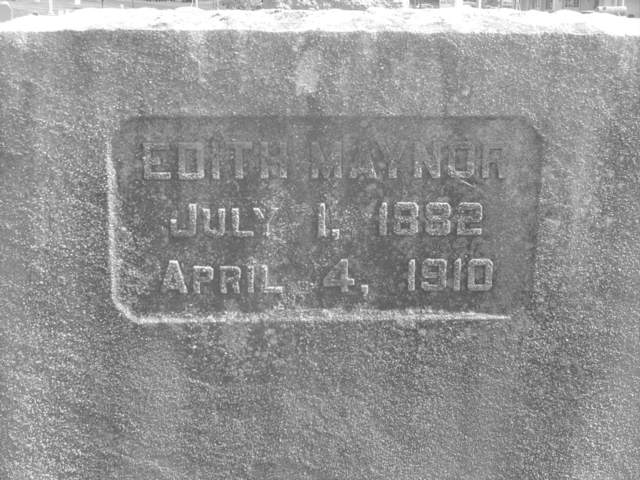 EDITH MAYNOR
JULY 1, 1882
APRIL 4, 1910